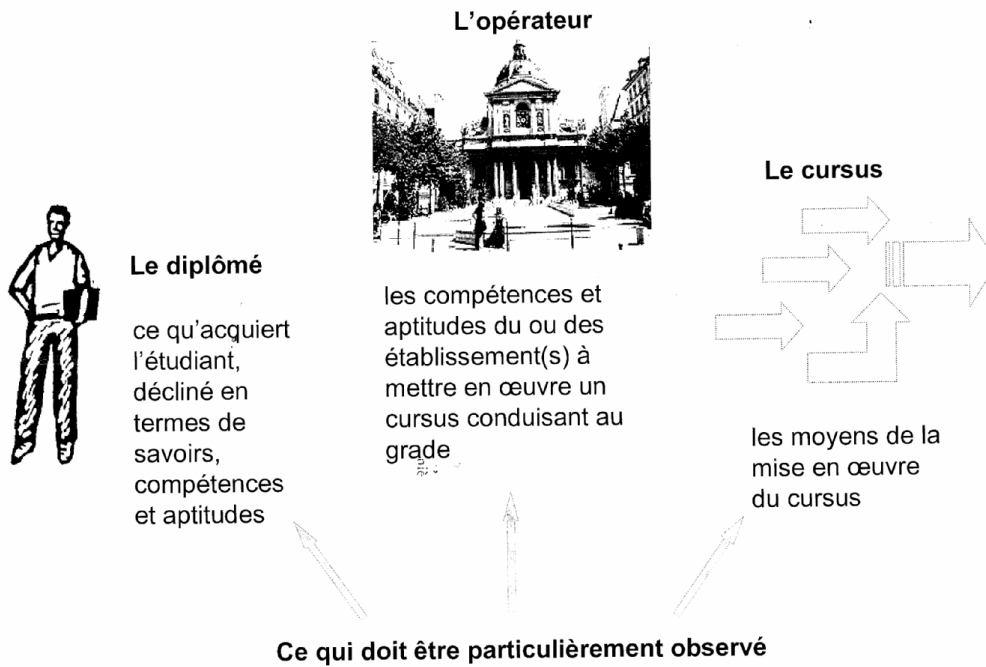 L'opérateur
Le cursus
Le diplômé
ce qu'acquiert
l'étudiant,
décliné en
termes de
savoirs,
compétences
et aptitudes
les compétences et
aptitudes du ou des
établissement(s) à
mettre en œuvre un
cursus conduisant au
grade
les moyens de la
mise en œuvre
du cursus
Ce qui doit être particulièrement observé